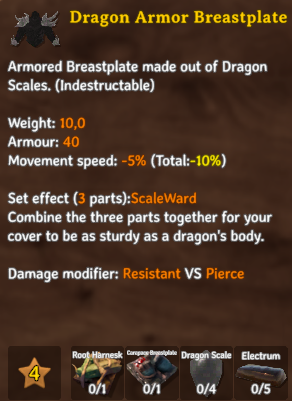 Dragon Armor Breastplate
Armored Breastplate made out of Dragon
Scales. (Indestructable)
Weight: 10,0
Armour: 40
Movement speed: -5% (Total:-10%)
Set effect (3 parts):ScaleWard
Combine the three parts together for your
cover to be as sturdy as a dragon's body.
Damage modifier: Resistant VS Pierce
4
Root Harnesk
0/1
Carapace Breastplate
0/1
Dragon Scale
0/4
Electrum
0/5